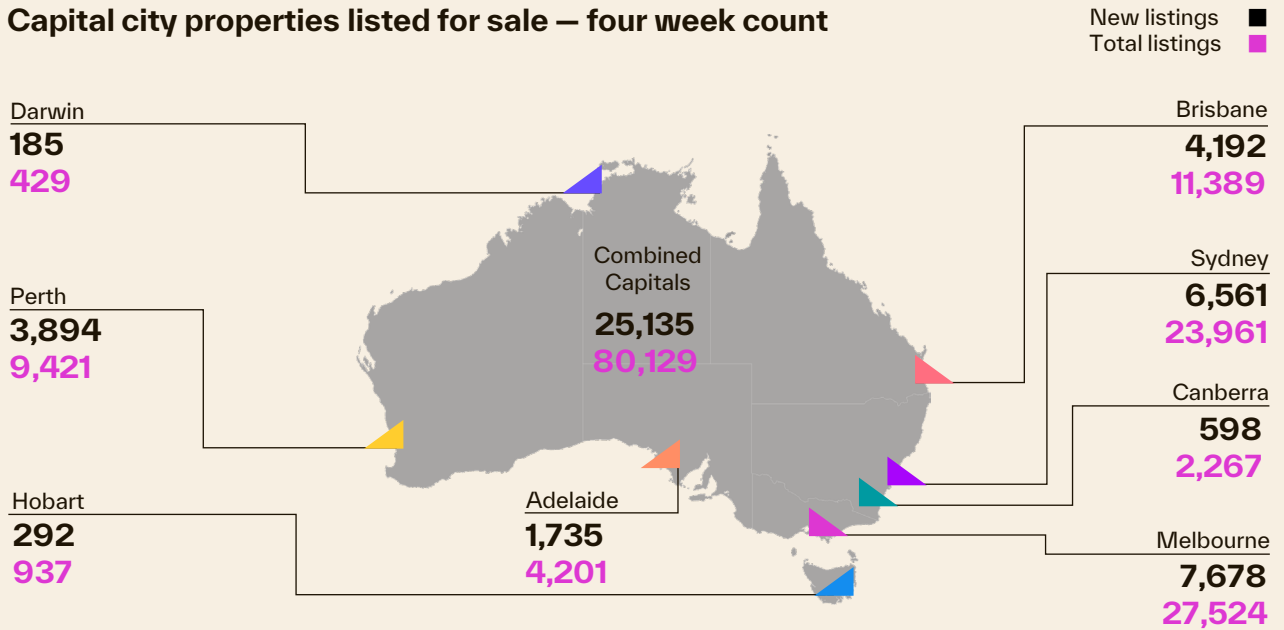 Capital city properties listed for sale — four week count
New listings
Total listings
Darwin
185
429
Brisbane
4,192
11,389
Combined
Capitals
25,135
80,129
Sydney
6,561
23,961
Perth
3,894
9,421
Canberra
598
2,267
Hobart
292
937
Adelaide
1,735
4,201
Melbourne
7,678
27,524